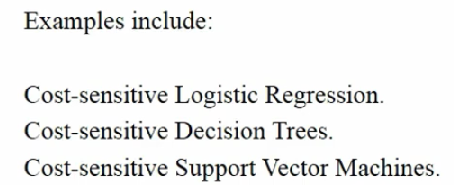 Examples include:
Cost-sensitive Logistic Regression.
Cost-sensitive Decision Trees.
Cost-sensitive Support Vector Machines.